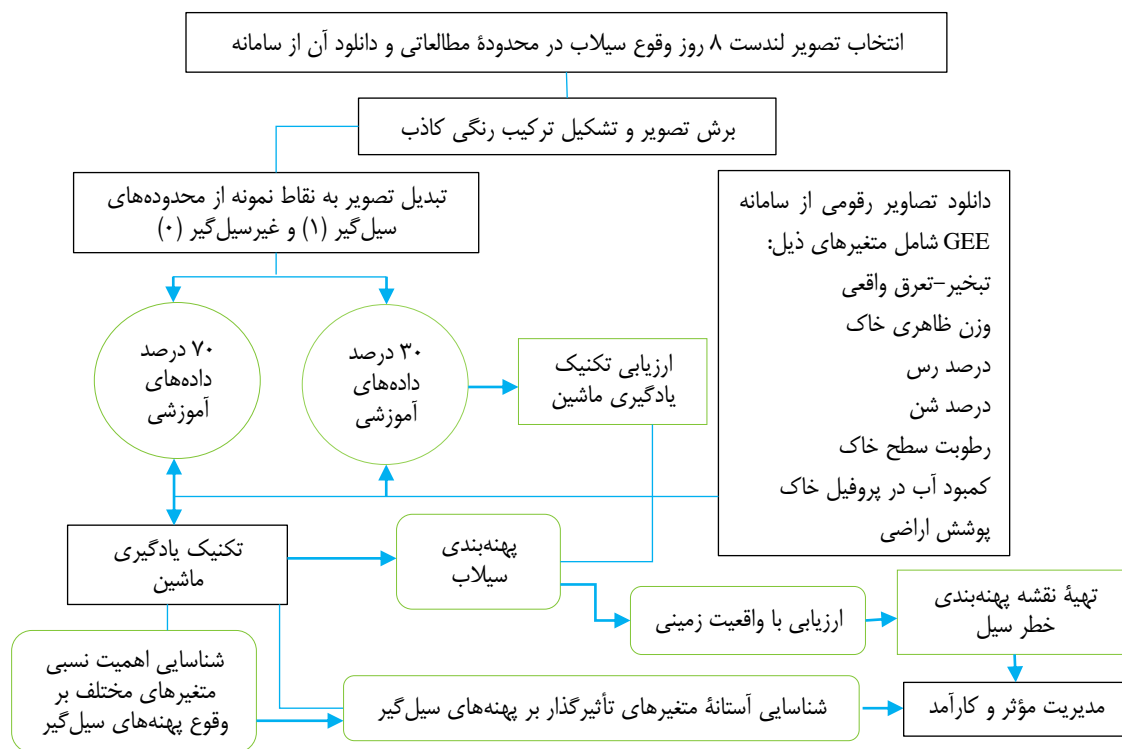 انتخاب تصویر لندست ۸ روز وقوع سیلاب در محدودۀ مطالعاتی و دانلود آن از سامانه
برش تصویر و تشکیل ترکیب رنگی کاذب
تبدیل تصویر به نقاط نمونه از محدوده‌های
سیل‌گیر (۱) و غیرسیل‌گیر (۰)
دانلود تصاویر رقومی از سامانه
GEE شامل متغیرهای ذیل:
تبخیر–تعرق واقعی
وزن ظاهری خاک
درصد رس
درصد شن
رطوبت سطح خاک
کمبود آب در پروفیل خاک
پوشش اراضی
۷۰ درصد
داده‌های
آموزشی
۳۰ درصد
داده‌های
آموزشی
ارزیابی تکنیک
یادگیری ماشین
تکنیک یادگیری
ماشین
پهنه‌بندی
سیلاب
ارزیابی با واقعیت زمینی
تهیۀ نقشه پهنه‌بندی
خطر سیل
شناسایی اهمیت نسبی
متغیرهای مختلف بر
وقوع پهنه‌های سیل‌گیر
شناسایی آستانۀ متغیرهای تأثیرگذار بر پهنه‌های سیل‌گیر
مدیریت مؤثر و کارآمد